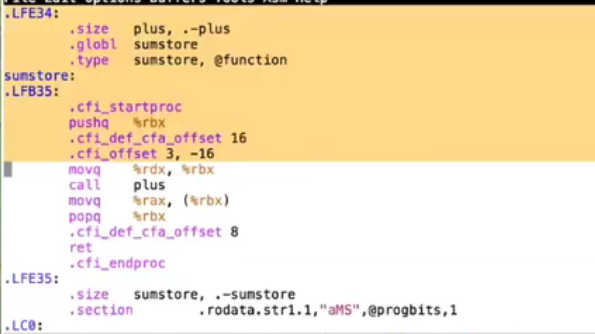 File Edit Options Buffers Tools Asm Help
.LFE34:
.size plus, .-plus
.globl sumstore
.type sumstore, @function
sumstore:
.LFB35:
.cfi_startproc
pushq %rbx
.cfi_def_cfa_offset 16
.cfi_offset 3, -16
movq %rdx, %rbx
call plus
movq %rax, (%rbx)
popq %rbx
.cfi_def_cfa_offset 8
ret
.cfi_endproc
.LFE35:
.size sumstore, .-sumstore
.section .rodata.str1.1,"aMS",@progbits,1
.LC0: